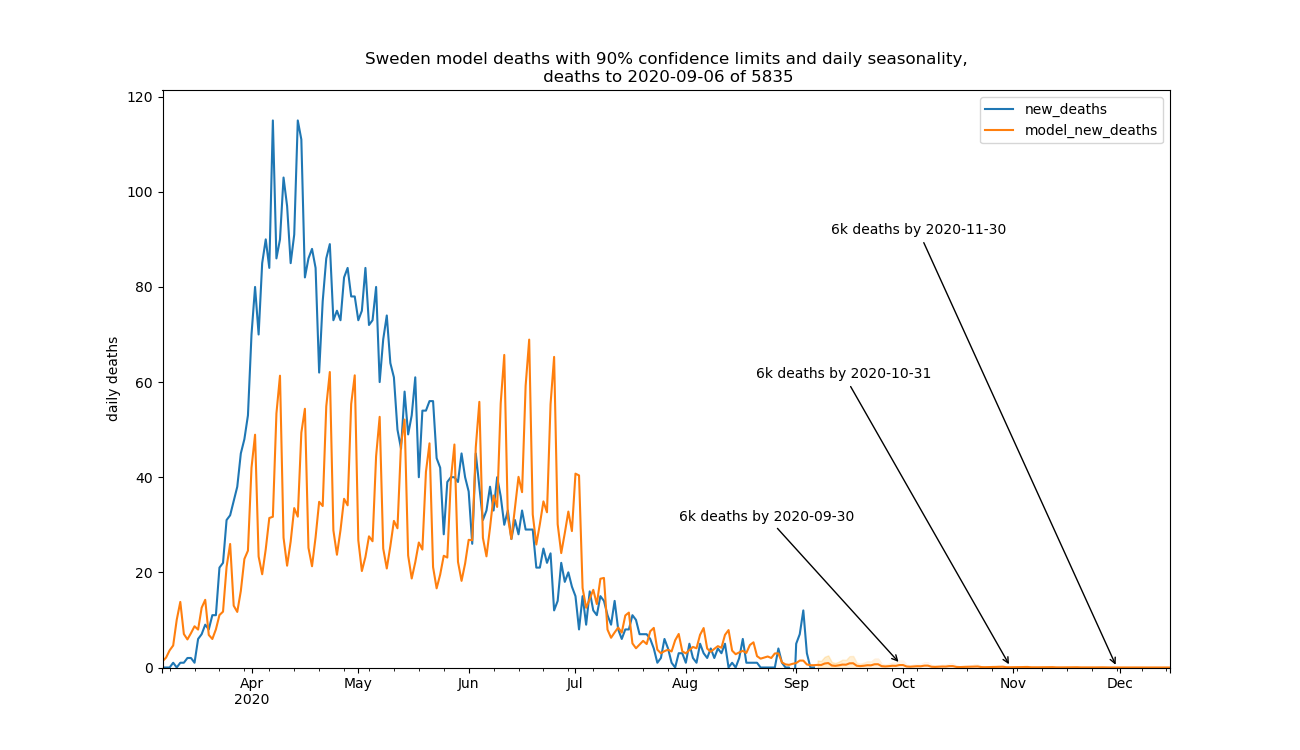 Sweden model deaths with 90% confidence limits and daily seasonality,
deaths to 2020-09-06 of 5835
new_deaths
model_new_deaths
daily deaths
120
100
80
60
40
20
0
6k deaths by 2020-11-30
6k deaths by 2020-10-31
6k deaths by 2020-09-30
Apr May Jun Jul Aug Sep Oct Nov Dec
2020